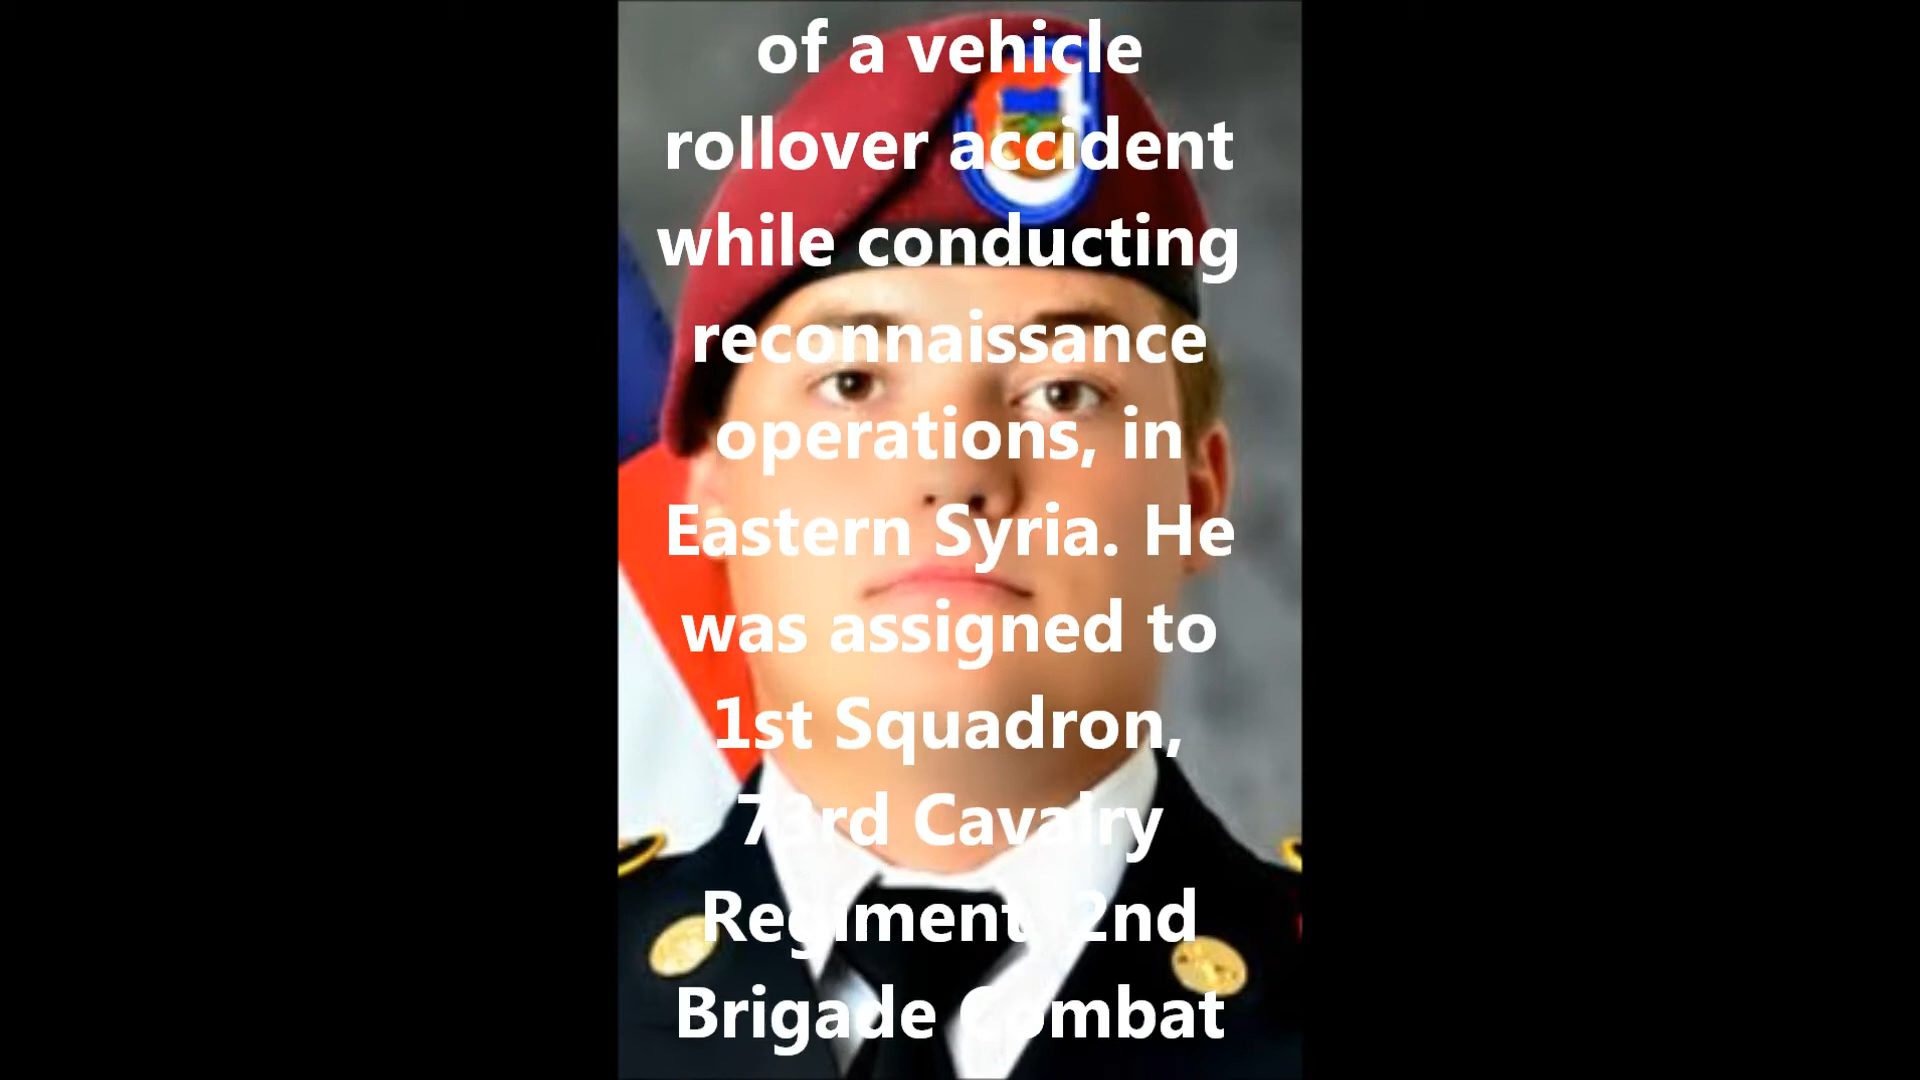 of a vehicle
rollover accident
while conducting
reconnaissance
operations, in
Eastern Syria. He
was assigned to
1st Squadron,
73rd Cavalry
Regiment, 2nd
Brigade Combat